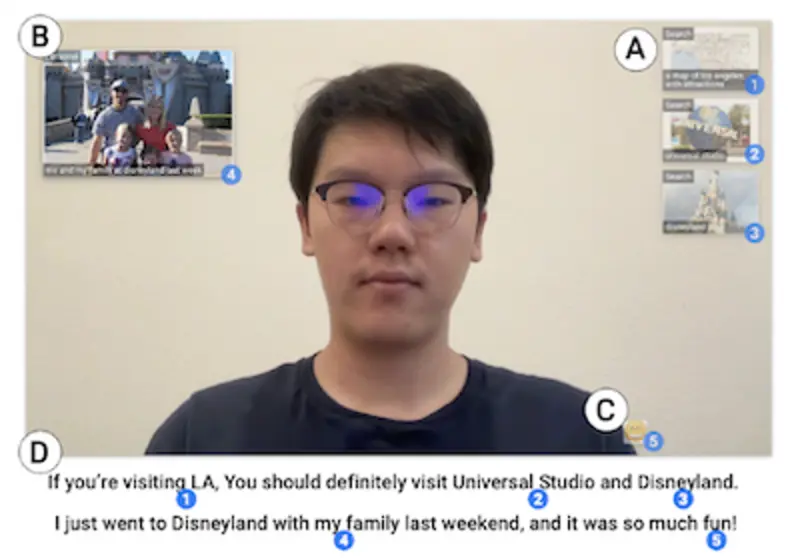 B
A
Search
a map of los angeles
with attractions
1
Search
UNIVERSAL
universal studio
2
Search
disneyland
3
me and my family at disneyland last week
4
C
5
D
If you’re visiting LA, You should definitely visit Universal Studio and Disneyland.
1 2 3
I just went to Disneyland with my family last weekend, and it was so much fun!
4 5